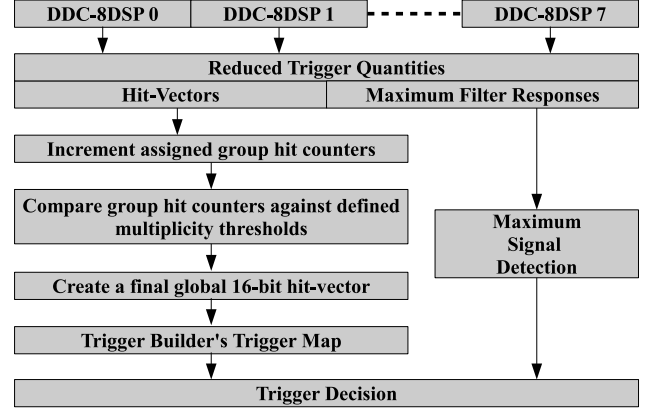 DDC-8DSP 0 DDC-8DSP 1 DDC-8DSP 7
Reduced Trigger Quantities
Hit-Vectors Maximum Filter Responses
Increment assigned group hit counters
Compare group hit counters against defined
multiplicity thresholds
Maximum
Signal
Detection
Create a final global 16-bit hit-vector
Trigger Builder's Trigger Map
Trigger Decision